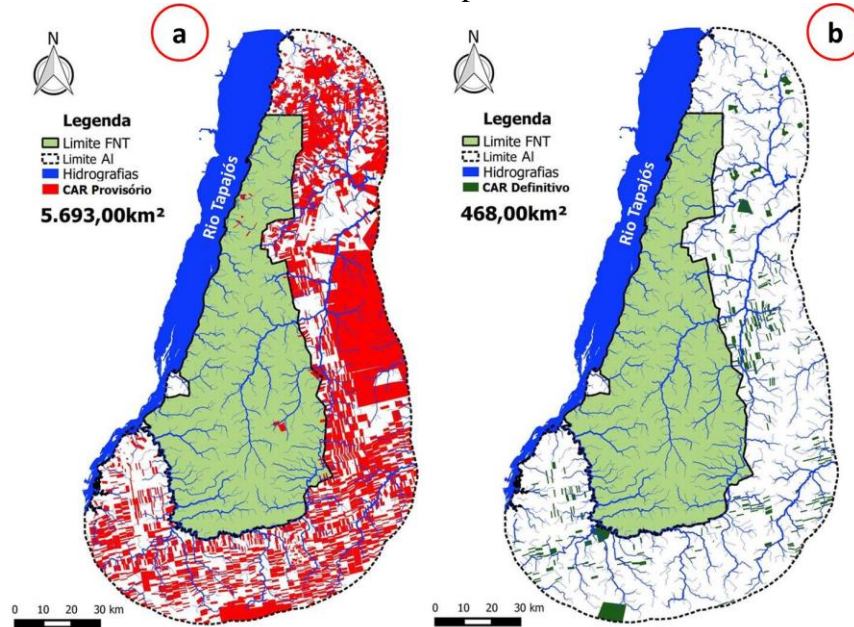 a
N
Legenda
Limite FNT
Limite AI
Hidrografias
CAR Provisório
5.693,00km²
Rio Tapajós
0 10 20 30 km
b
N
Legenda
Limite FNT
Limite AI
Hidrografias
CAR Definitivo
468,00km²
Rio Tapajós
0 10 20 30 km